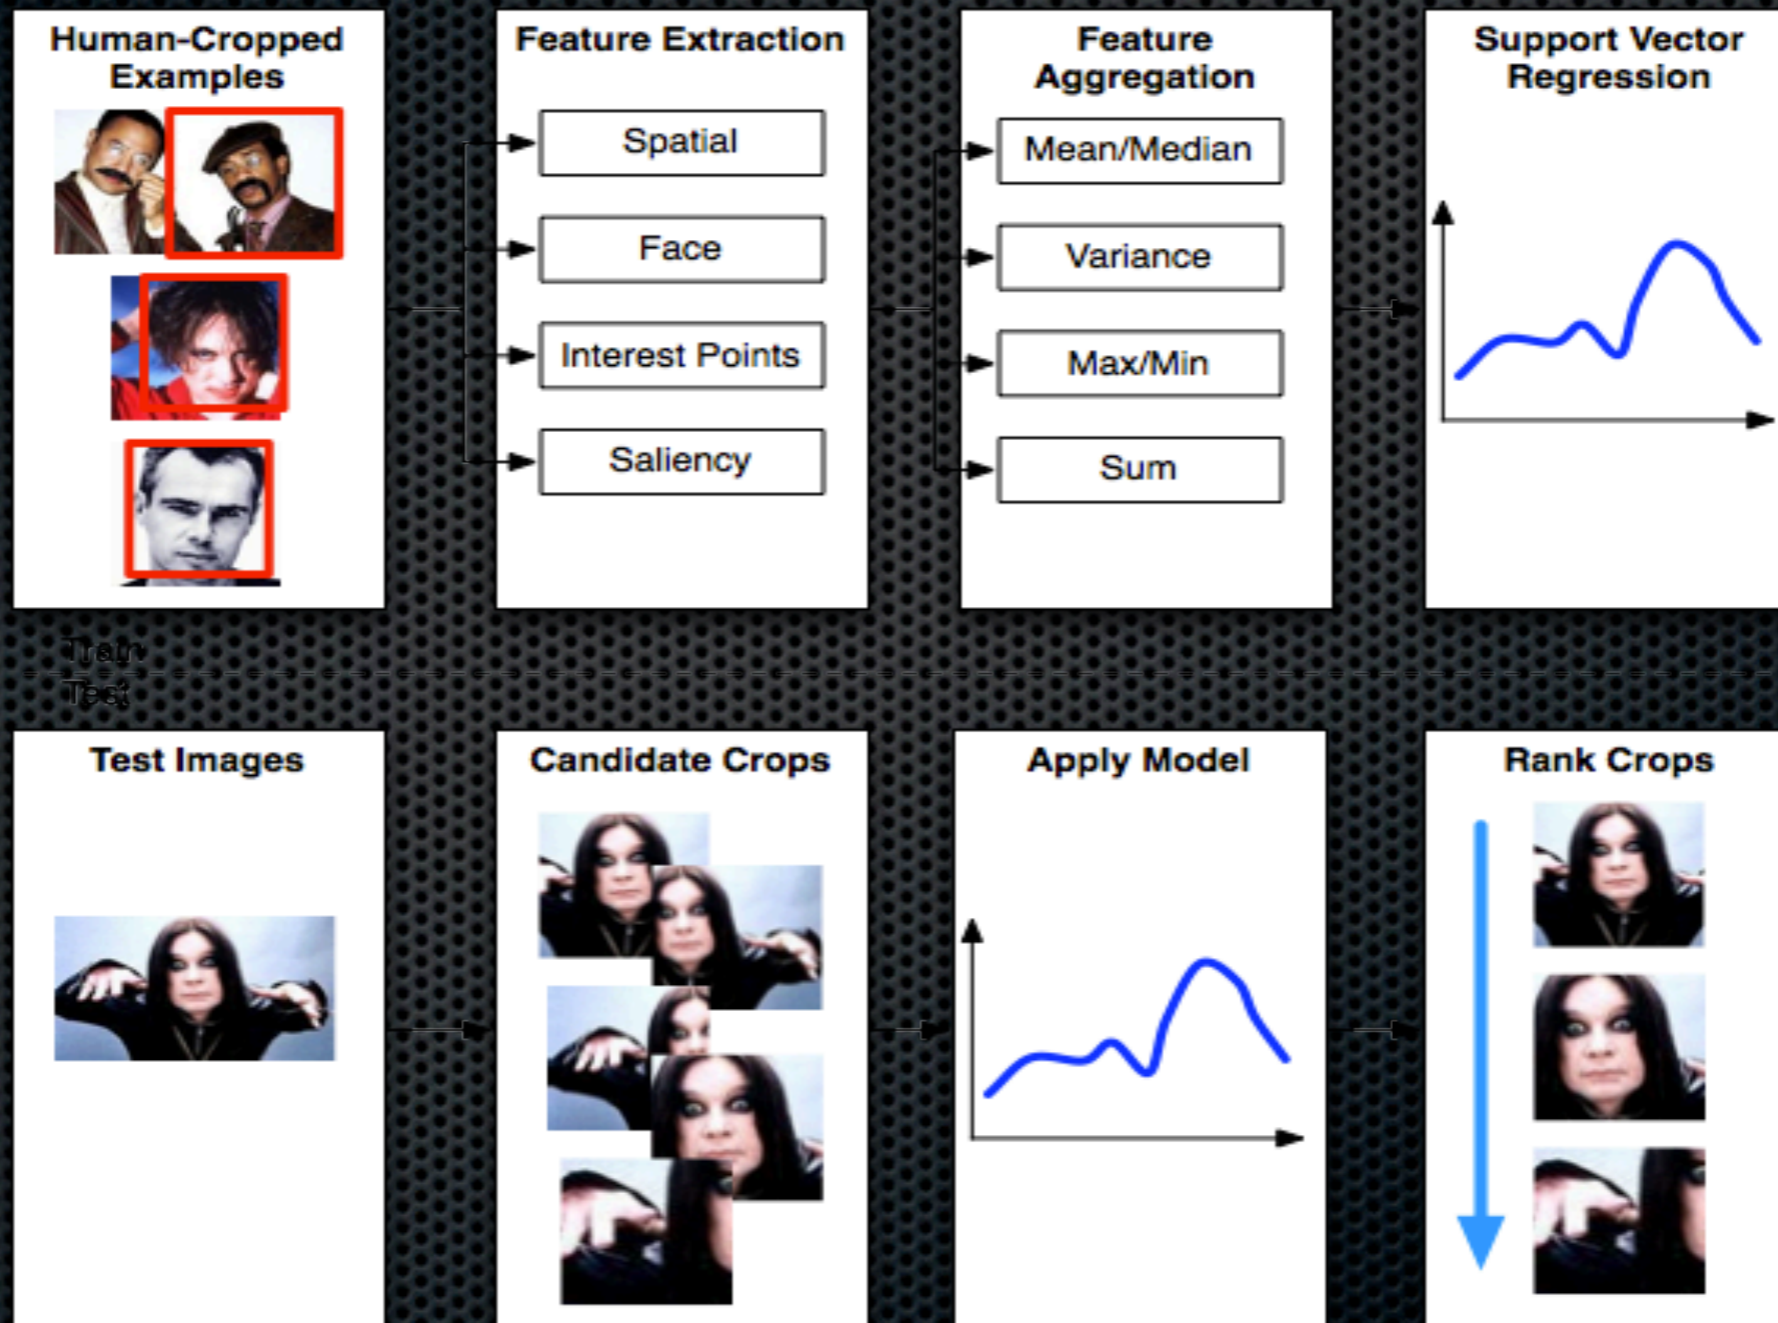 Human-Cropped
Examples
Feature Extraction
Spatial
Face
Interest Points
Saliency
Feature
Aggregation
Mean/Median
Variance
Max/Min
Sum
Support Vector
Regression
Train
Test
Test Images
Candidate Crops
Apply Model
Rank Crops